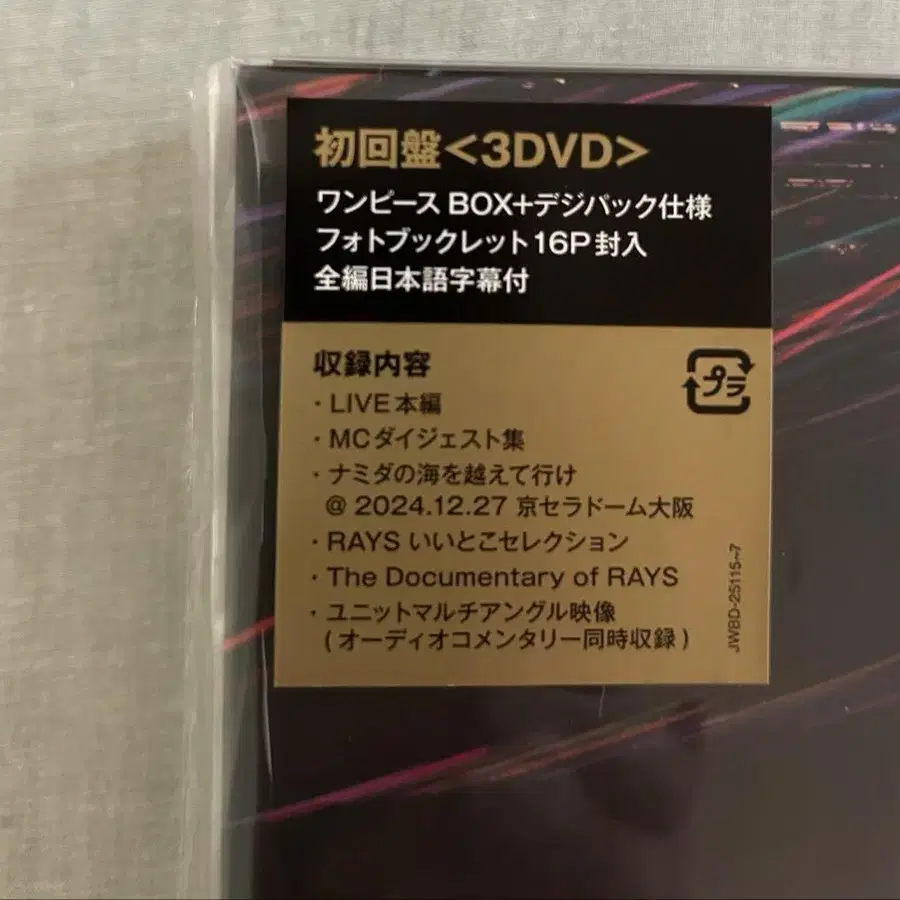 初回盤<3DVD>
ワンピース BOX+デジパック仕様
フォトブックレット16P封入
全編日本語字幕付
収録内容
・LIVE本編
・MCダイジェスト集
・ナミダの海を越えて行け
@ 2024.12.27 京セラドーム大阪
・RAYS いいとこセレクション
・The Documentary of RAYS
・ユニットマルチアングル映像
(オーディオコメンタリー同時収録)
プラ
JWBD-25115~7